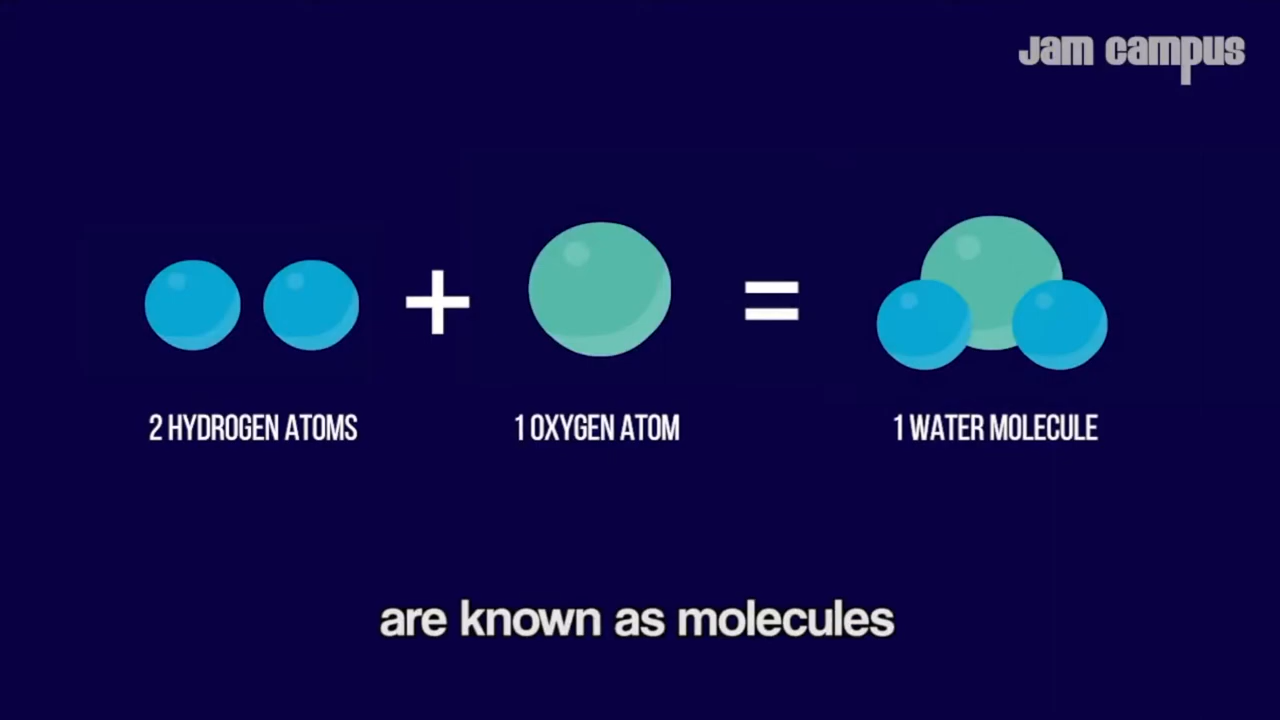 Jam campus
+
=
2 HYDROGEN ATOMS
1 OXYGEN ATOM
1 WATER MOLECULE
are known as molecules